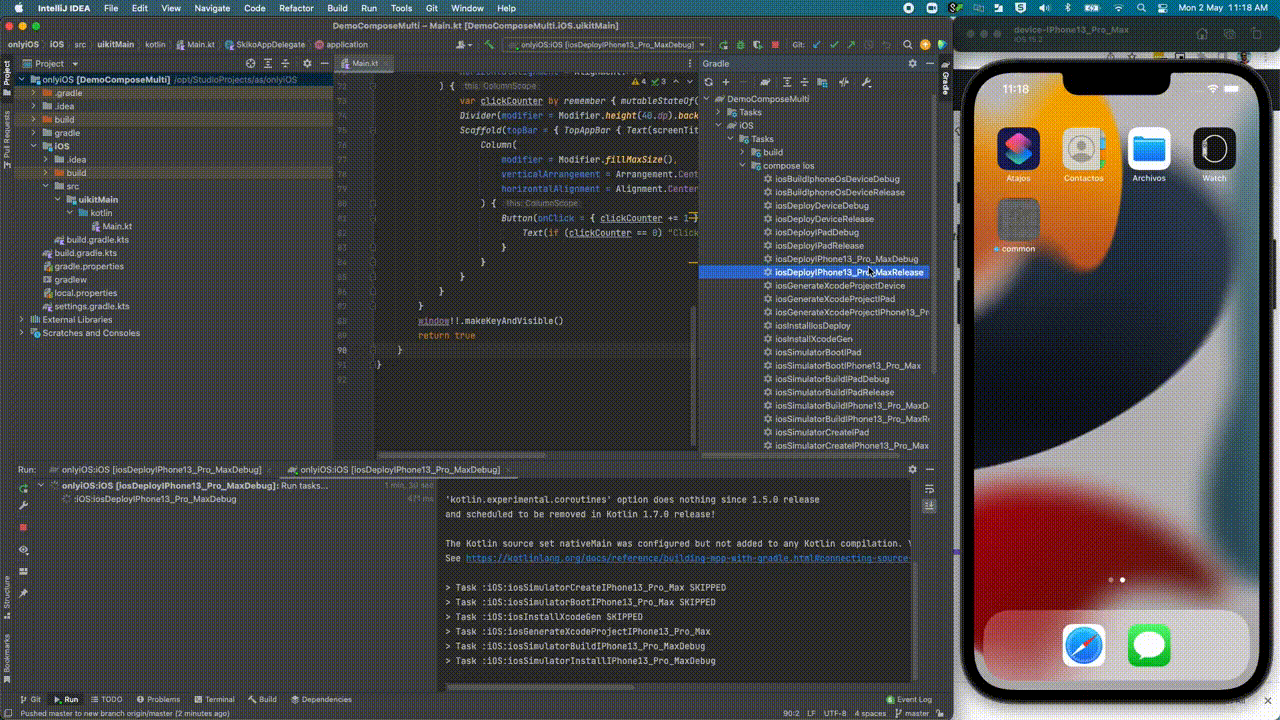 IntelliJ IDEA File Edit View Navigate Code Refactor Build Run Tools Git Window Help
Mon 2 May 11:18 AM
DemoComposeMulti – Main.kt [DemoComposeMulti.iOS.uikitMain]
onlyiOS iOS src uikitMain kotlin Main.kt SkikoAppDelegate application
onlyiOS:iOS [iosDeployIPhone13_Pro_MaxDebug]
Git:
Project
Main.kt
Gradle
Project
Pull Requests
Structure
Bookmarks
Gradle
onlyiOS [DemoComposeMulti] /opt/StudioProjects/as/onlyiOS
.gradle
.idea
build
gradle
iOS
.idea
build
src
uikitMain
kotlin
Main.kt
build.gradle.kts
build.gradle.kts
gradle.properties
gradlew
local.properties
settings.gradle.kts
External Libraries
Scratches and Consoles
4 3
) { this: ColumnScope
73 var clickCounter by remember { mutableStateOf(
74 Divider(modifier = Modifier.height(40.dp).back
75 Scaffold(topBar = { TopAppBar { Text(screenTit
76 Column(
77 modifier = Modifier.fillMaxSize(),
78 verticalArrangement = Arrangement.Cent
79 horizontalAlignment = Alignment.Center
80 ) { this: ColumnScope
81 Button(onClick = { clickCounter += 1 }
82 Text(if (clickCounter == 0) "Click
83 }
84 }
85 }
86 }
87 }
88 window!!.makeKeyAndVisible()
89 return true
90 }
91 }
92
DemoComposeMulti
Tasks
iOS
Tasks
build
compose ios
iosBuildIphoneOsDeviceDebug
iosBuildIphoneOsDeviceRelease
iosDeployDeviceDebug
iosDeployDeviceRelease
iosDeployIPadDebug
iosDeployIPadRelease
iosDeployIPhone13_Pro_MaxDebug
iosDeployIPhone13_Pro_MaxRelease
iosGenerateXcodeProjectDevice
iosGenerateXcodeProjectIPad
iosGenerateXcodeProjectIPhone13_Pr
iosInstallIosDeploy
iosInstallXcodeGen
iosSimulatorBootIPad
iosSimulatorBootIPhone13_Pro_Max
iosSimulatorBuildIPadDebug
iosSimulatorBuildIPadRelease
iosSimulatorBuildIPhone13_Pro_MaxD
iosSimulatorBuildIPhone13_Pro_MaxR
iosSimulatorCreateIPad
iosSimulatorCreateIPhone13_Pro_Max
Run: onlyiOS:iOS [iosDeployIPhone13_Pro_MaxDebug] onlyiOS:iOS [iosDeployIPhone13_Pro_MaxDebug]
onlyiOS:iOS [iosDeployIPhone13_Pro_MaxDebug]: Run tasks... 1 min, 30 sec
:iOS:iosDeployIPhone13_Pro_MaxDebug 471 ms
'kotlin.experimental.coroutines' option does nothing since 1.5.0 release
and scheduled to be removed in Kotlin 1.7.0 release!
The Kotlin source set nativeMain was configured but not added to any Kotlin compilation. Y
See https://kotlinlang.org/docs/reference/building-mpp-with-gradle.html#connecting-source-
> Task :iOS:iosSimulatorCreateIPhone13_Pro_Max SKIPPED
> Task :iOS:iosSimulatorBootIPhone13_Pro_Max SKIPPED
> Task :iOS:iosInstallXcodeGen SKIPPED
> Task :iOS:iosGenerateXcodeProjectIPhone13_Pro_Max
> Task :iOS:iosSimulatorBuildIPhone13_Pro_MaxDebug
> Task :iOS:iosSimulatorInstallIPhone13_Pro_MaxDebug
Git Run TODO Problems Terminal Build Dependencies Event Log
Pushed master to new branch origin/master (2 minutes ago) 90:2 LF UTF-8 4 spaces master
device-IPhone13_Pro_Max
iOS 15.2
11:18
Atajos
Contactos
Archivos
Watch
common